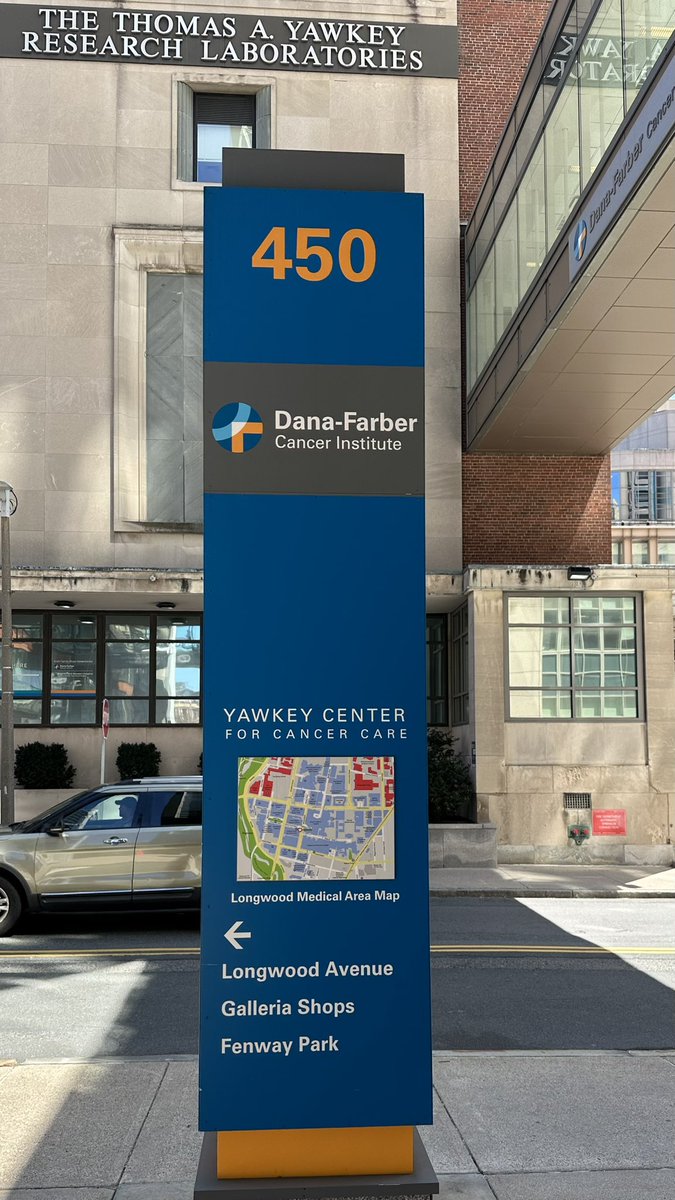 THE THOMAS A. YAWKEY
RESEARCH LABORATORIES
450
Dana-Farber
Cancer Institute
Dana-Farber Cancer
YAWKEY CENTER
FOR CANCER CARE
Longwood Medical Area Map
←
Longwood Avenue
Galleria Shops
Fenway Park